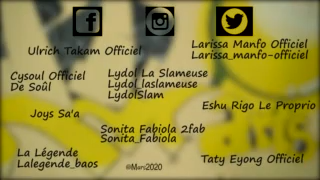 Ulrich Takam Officiel
Larissa Manfo Officiel
Larissa_manfo-officiel
Cysoul Officiel
De Soûl
Lydol La Slameuse
Lydol_laslameuse
LydolSlam
Eshu Rigo Le Proprio
Joys Sa'a
Sonita Fabiola 2fab
Sonita_Fabiola
La Légende
Lalegende_baos
Taty Eyong Officiel
@Mars2020